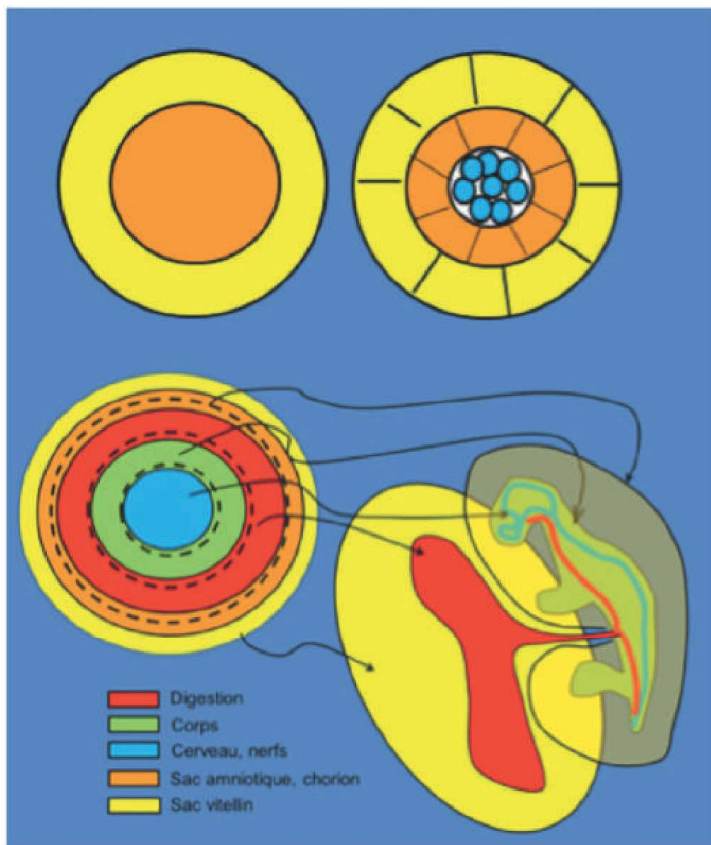 Digestion
Corps
Cerveau, nerfs
Sac amniotique, chorion
Sac vitellin